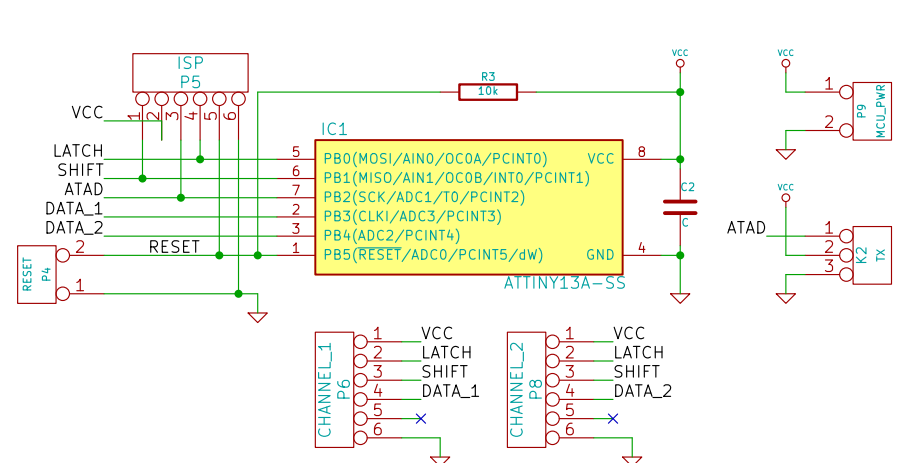 VCC
VCC
ISP
P5
R3
10k
1
2
3
4
5
6
1
2
P9
MCU_PWR
VCC
IC1
LATCH
5
PB0(MOSI/AIN0/OC0A/PCINT0)
VCC
8
SHIFT
6
PB1(MISO/AIN1/OC0B/INT0/PCINT1)
ATAD
7
PB2(SCK/ADC1/T0/PCINT2)
C2
C
VCC
DATA_1
2
PB3(CLKI/ADC3/PCINT3)
DATA_2
3
PB4(ADC2/PCINT4)
RESET
1
PB5(RESET/ADC0/PCINT5/dW)
GND
4
ATTINY13A-SS
ATAD
1
2
3
K2
TX
RESET
P4
2
1
CHANNEL_1
P6
1
VCC
2
LATCH
3
SHIFT
4
DATA_1
5
6
CHANNEL_2
P8
1
VCC
2
LATCH
3
SHIFT
4
DATA_2
5
6